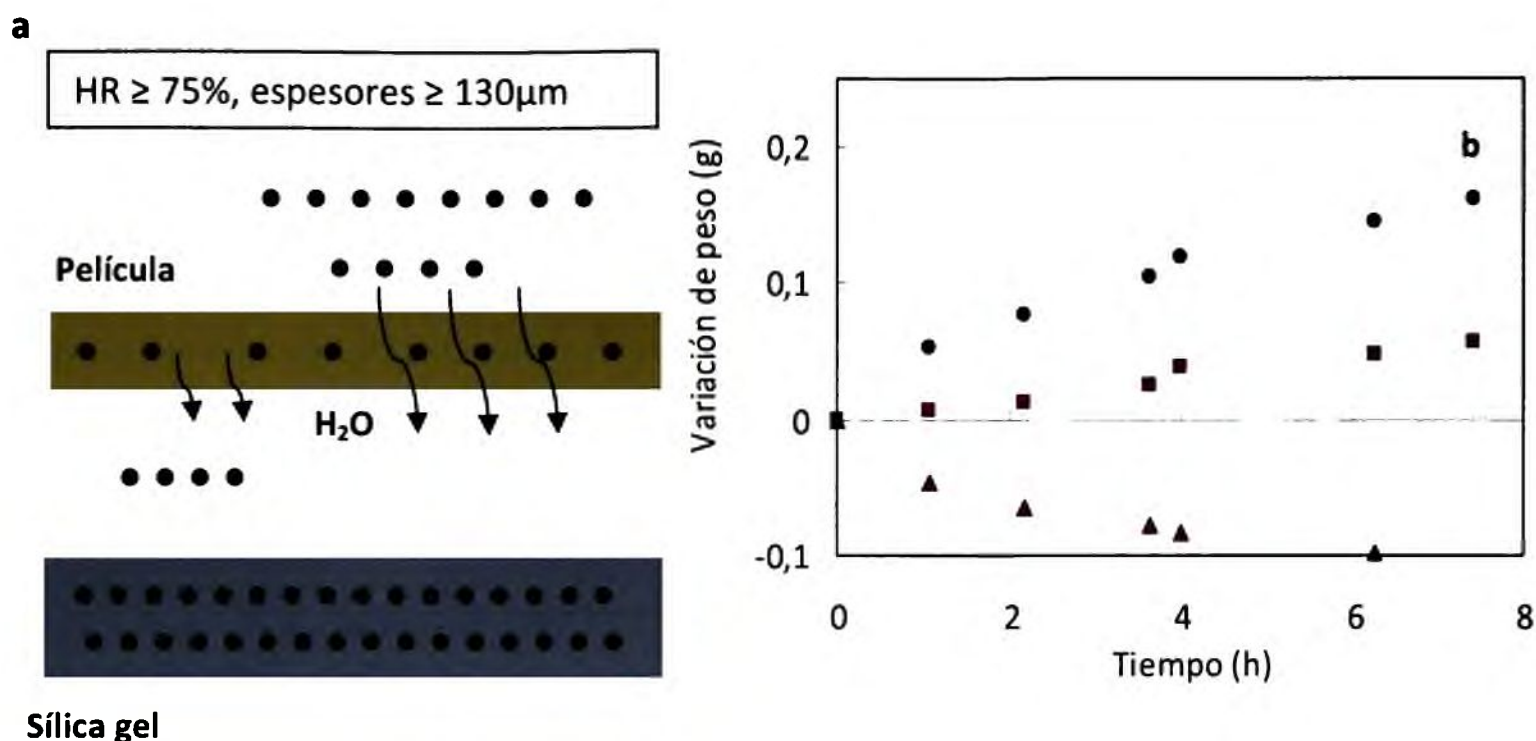 a
HR ≥ 75%, espesores ≥ 130µm
Película
H₂O
Sílica gel
b
Variación de peso (g)
0,2
0,1
0
-0,1
0 2 4 6 8
Tiempo (h)